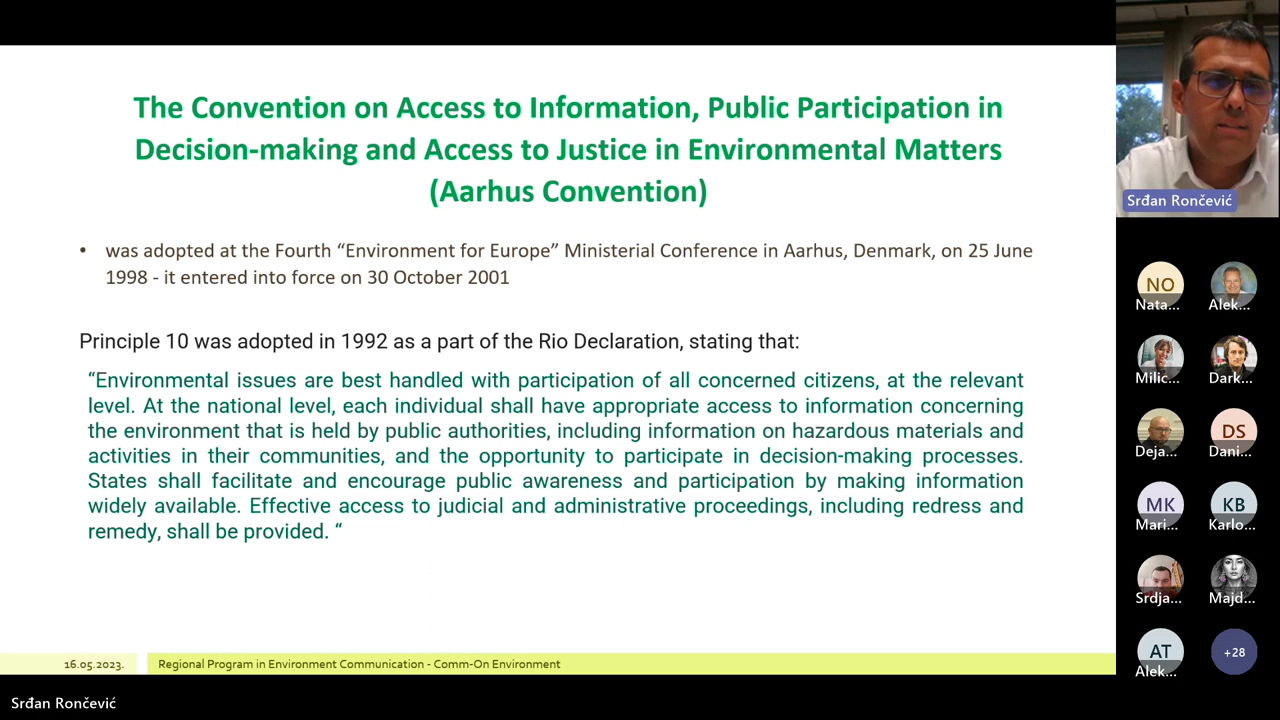 The Convention on Access to Information, Public Participation in
Decision-making and Access to Justice in Environmental Matters
(Aarhus Convention)
• was adopted at the Fourth “Environment for Europe” Ministerial Conference in Aarhus, Denmark, on 25 June
1998 - it entered into force on 30 October 2001
Principle 10 was adopted in 1992 as a part of the Rio Declaration, stating that:
“Environmental issues are best handled with participation of all concerned citizens, at the relevant
level. At the national level, each individual shall have appropriate access to information concerning
the environment that is held by public authorities, including information on hazardous materials and
activities in their communities, and the opportunity to participate in decision-making processes.
States shall facilitate and encourage public awareness and participation by making information
widely available. Effective access to judicial and administrative proceedings, including redress and
remedy, shall be provided. “
16.05.2023.
Regional Program in Environment Communication - Comm-On Environment
Srđan Rončević
Srđan Rončević
NO
Nata...
Alek...
Milic...
Dark...
Deja...
DS
Dani...
MK
Mari...
KB
Karlo...
Srdja...
Majd...
AT
Alek...
+28